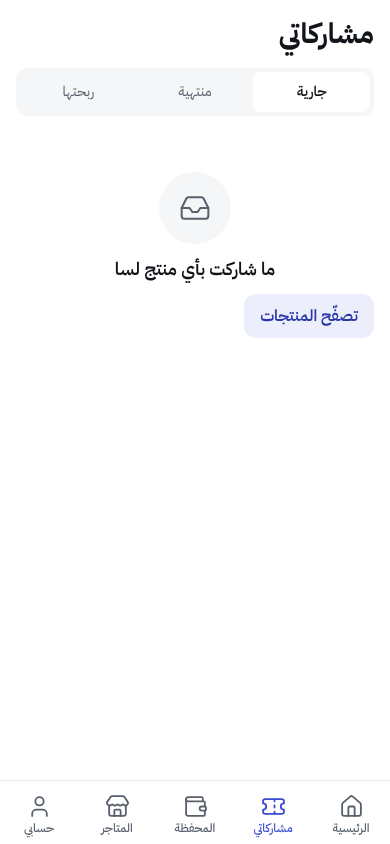 مشاركاتي
جارية
منتهية
ربحتها
ما شاركت بأي منتج لسا
تصفّح المنتجات
الرئيسية
مشاركاتي
المحفظة
المتاجر
حسابي